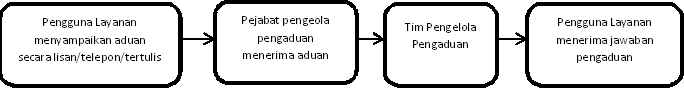 Pengguna Layanan
menyampaikan aduan
secara lisan/telepon/tertulis
Pejabat pengeola
pengaduan
menerima aduan
Tim Pengelola
Pengaduan
Pengguna Layanan
menerima jawaban
pengaduan